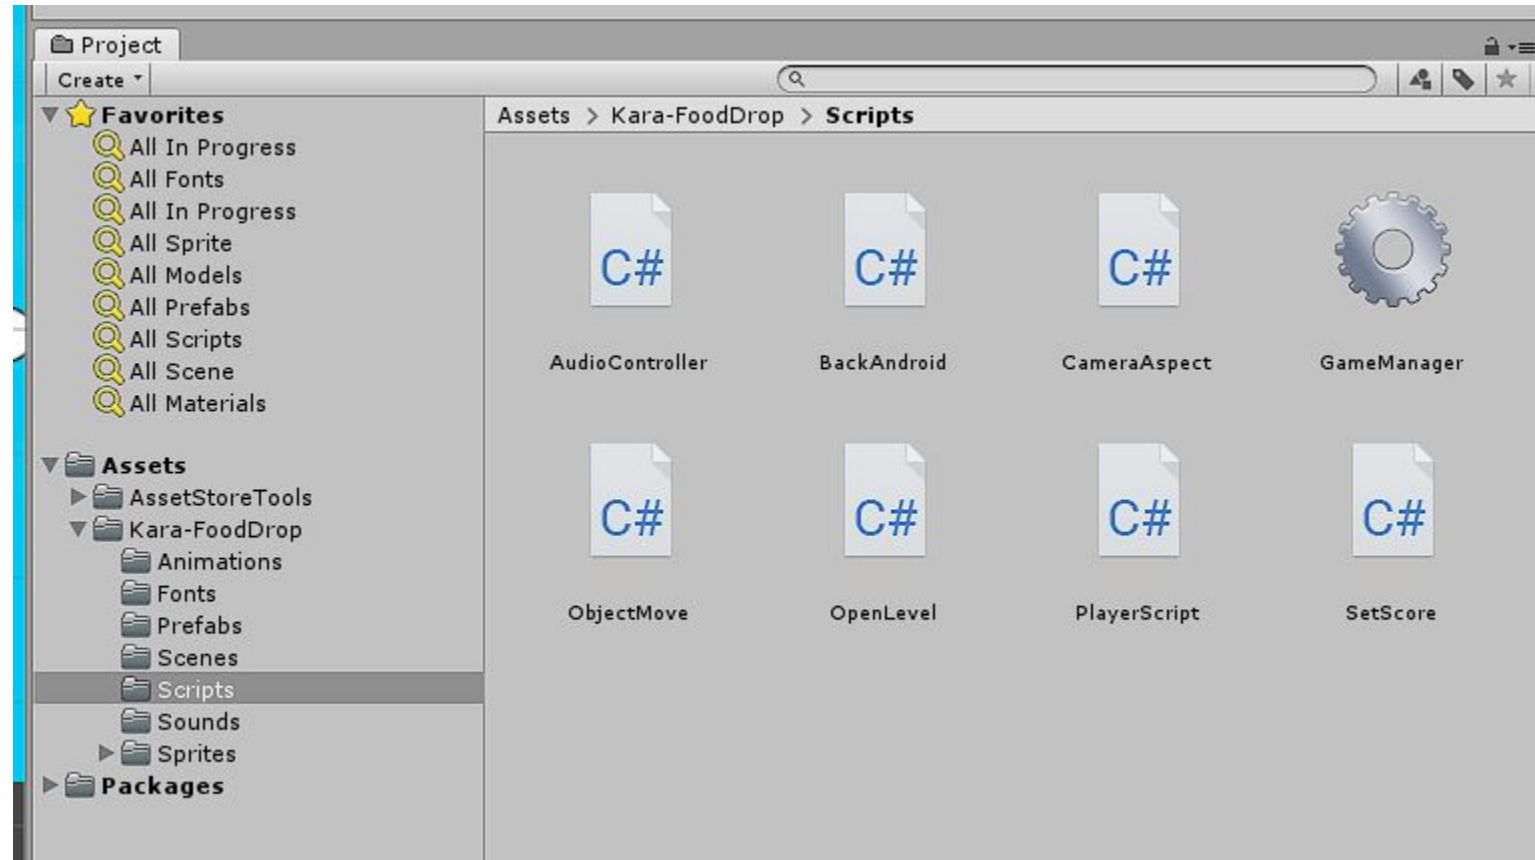 Project
Create
Favorites
All In Progress
All Fonts
All In Progress
All Sprite
All Models
All Prefabs
All Scripts
All Scene
All Materials
Assets
AssetStoreTools
Kara-FoodDrop
Animations
Fonts
Prefabs
Scenes
Scripts
Sounds
Sprites
Packages
Assets > Kara-FoodDrop > Scripts
C# C# C#
AudioController BackAndroid CameraAspect GameManager
C# C# C# C#
ObjectMove OpenLevel PlayerScript SetScore